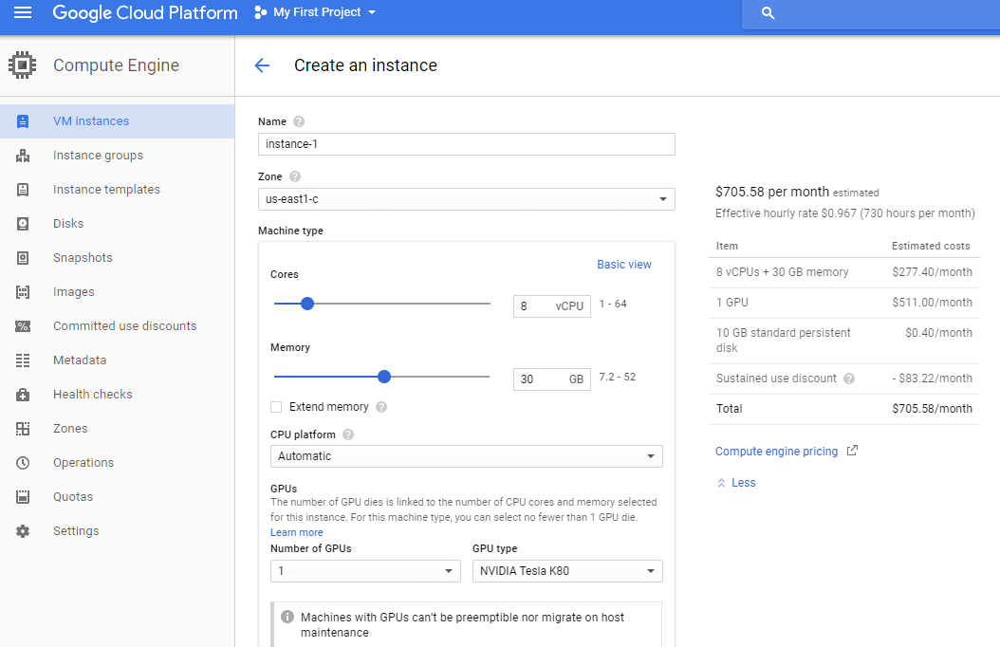 Google Cloud Platform My First Project
Compute Engine
VM instances
Instance groups
Instance templates
Disks
Snapshots
Images
Committed use discounts
Metadata
Health checks
Zones
Operations
Quotas
Settings
Create an instance
Name ?
instance-1
Zone ?
us-east1-c
Machine type
Basic view
Cores
8 vCPU 1 - 64
Memory
30 GB 7.2 - 52
Extend memory ?
CPU platform ?
Automatic
GPUs
The number of GPU dies is linked to the number of CPU cores and memory selected
for this instance. For this machine type, you can select no fewer than 1 GPU die.
Learn more
Number of GPUs GPU type
1 NVIDIA Tesla K80
Machines with GPUs can't be preemptible nor migrate on host
maintenance
$705.58 per month estimated
Effective hourly rate $0.967 (730 hours per month)
Item Estimated costs
8 vCPUs + 30 GB memory $277.40/month
1 GPU $511.00/month
10 GB standard persistent $0.40/month
disk
Sustained use discount ? - $83.22/month
Total $705.58/month
Compute engine pricing
Less